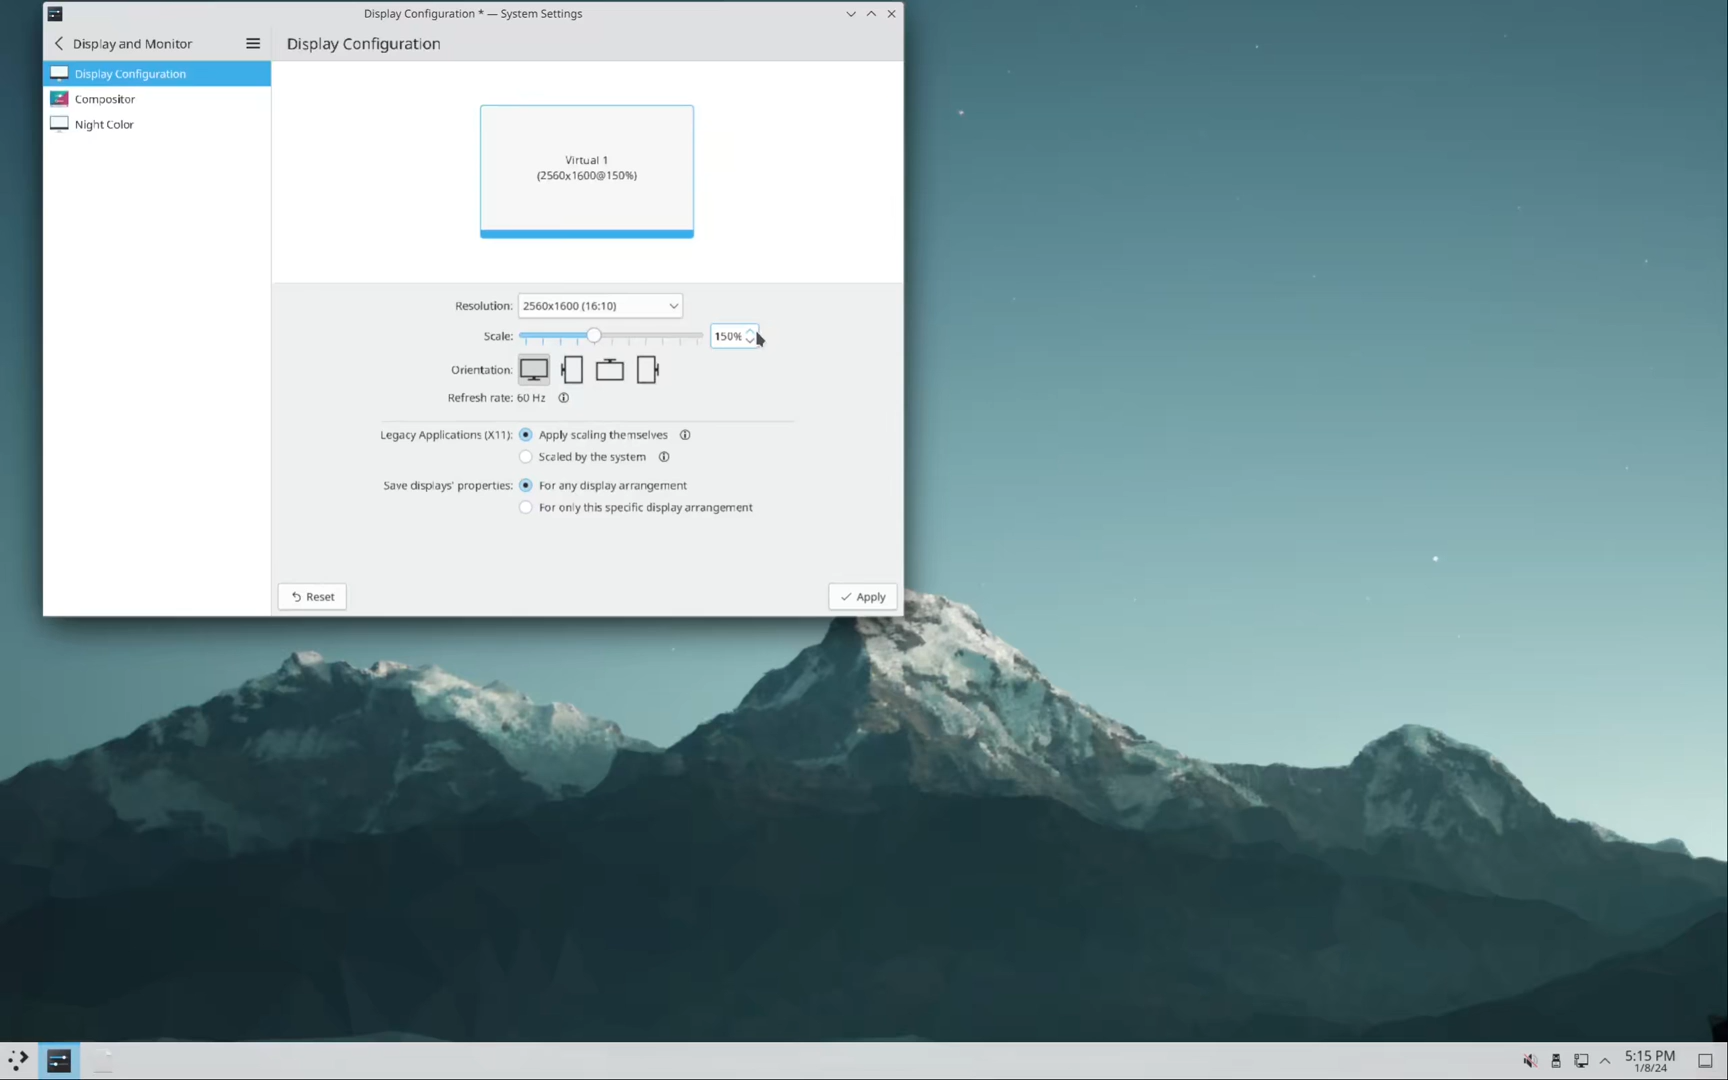 Display Configuration * — System Settings
Display and Monitor
Display Configuration
Display Configuration
Compositor
Night Color
Virtual 1
(2560x1600@150%)
Resolution: 2560x1600 (16:10)
Scale: 150%
Orientation:
Refresh rate: 60 Hz
Legacy Applications (X11): Apply scaling themselves
Scaled by the system
Save displays' properties: For any display arrangement
For only this specific display arrangement
Reset
Apply
5:15 PM
1/8/24